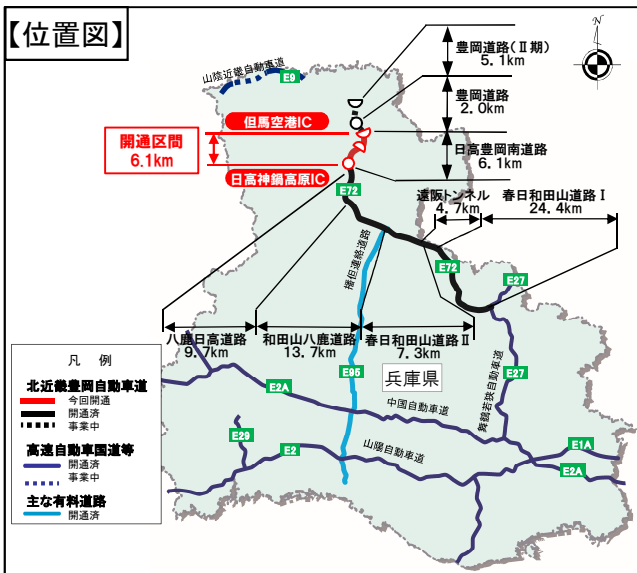 【位置図】
N
豊岡道路(Ⅱ期)
5.1km
山陰近畿自動車道
E9
豊岡道路
2.0km
但馬空港IC
開通区間
6.1km
日高豊岡南道路
6.1km
日高神鍋高原IC
E72
遠阪トンネル
4.7km
春日和田山道路Ⅰ
24.4km
播但連絡道路
E72
E27
八鹿日高道路
9.7km
和田山八鹿道路
13.7km
春日和田山道路Ⅱ
7.3km
凡 例
北近畿豊岡自動車道
今回開通
開通済
事業中
高速自動車国道等
開通済
事業中
主な有料道路
開通済
E95
兵庫県
舞鶴若狭自動車道
E27
E2A
中国自動車道
E29
E2
山陽自動車道
E1A
E2A